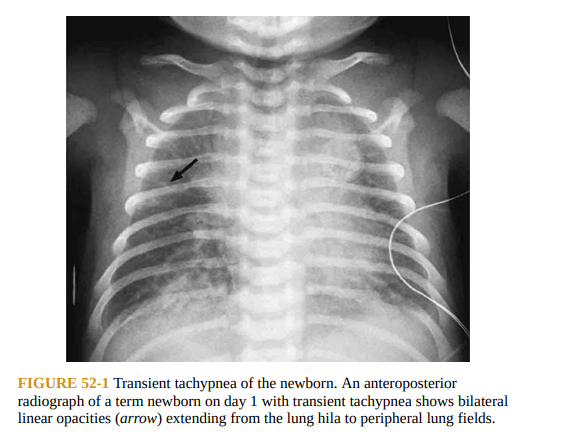 FIGURE 52-1 Transient tachypnea of the newborn. An anteroposterior
radiograph of a term newborn on day 1 with transient tachypnea shows bilateral
linear opacities (arrow) extending from the lung hila to peripheral lung fields.